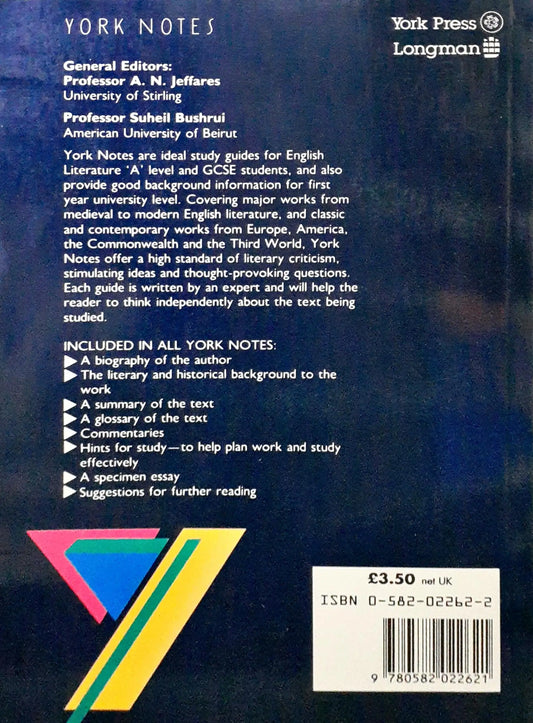 YORK NOTES
York Press
Longman
General Editors:
Professor A. N. Jeffares
University of Stirling
Professor Suheil Bushrui
American University of Beirut
York Notes are ideal study guides for English
Literature 'A' level and GCSE students, and also
provide good background information for first
year university level. Covering major works from
medieval to modern English literature, and classic
and contemporary works from Europe, America,
the Commonwealth and the Third World, York
Notes offer a high standard of literary criticism,
stimulating ideas and thought-provoking questions.
Each guide is written by an expert and will help the
reader to think independently about the text being
studied.
INCLUDED IN ALL YORK NOTES:
A biography of the author
The literary and historical background to the
work
A summary of the text
A glossary of the text
Commentaries
Hints for study—to help plan work and study
effectively
A specimen essay
Suggestions for further reading
£3.50 net UK
ISBN 0-582-02262-2
9 780582 022621